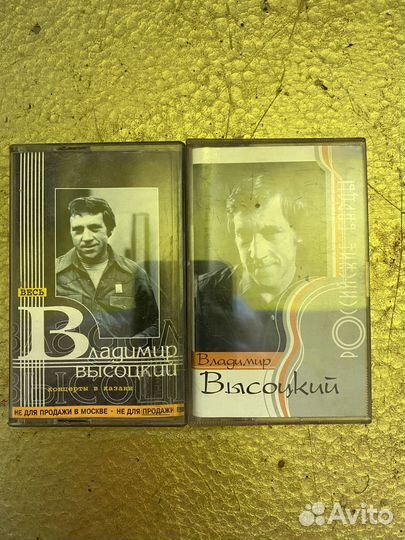 ВЕСЬ
Владимир
ВЫСОЦКИЙ
концерты в казани
НЕ ДЛЯ ПРОДАЖИ В МОСКВЕ · НЕ ДЛЯ ПРОДАЖИ
РОССИЙСКИЕ БАРДЫ
Владимир
Высоцкий
Avito